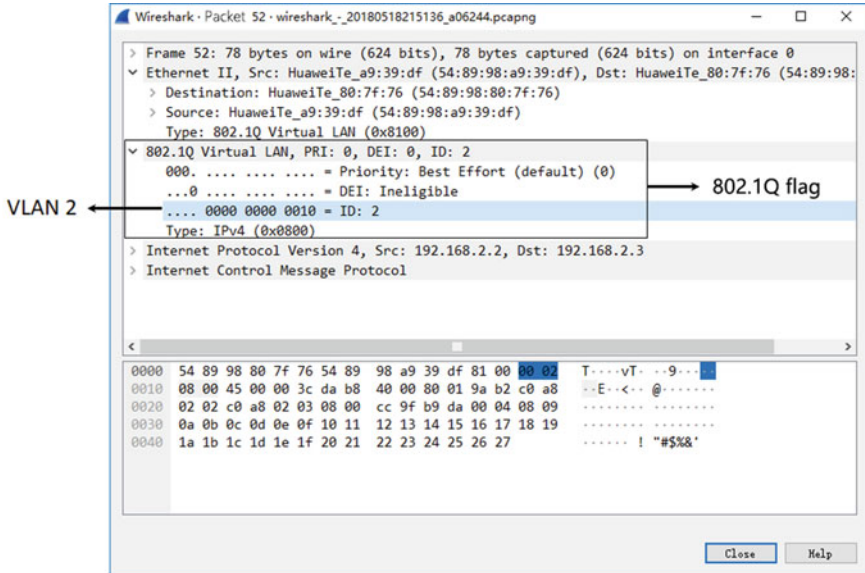 Wireshark · Packet 52 · wireshark_-_20180518215136_a06244.pcapng
Frame 52: 78 bytes on wire (624 bits), 78 bytes captured (624 bits) on interface 0
Ethernet II, Src: HuaweiTe_a9:39:df (54:89:98:a9:39:df), Dst: HuaweiTe_80:7f:76 (54:89:98:
Destination: HuaweiTe_80:7f:76 (54:89:98:80:7f:76)
Source: HuaweiTe_a9:39:df (54:89:98:a9:39:df)
Type: 802.1Q Virtual LAN (0x8100)
802.1Q Virtual LAN, PRI: 0, DEI: 0, ID: 2
000. .... .... .... = Priority: Best Effort (default) (0)
...0 .... .... .... = DEI: Ineligible
.... 0000 0000 0010 = ID: 2
Type: IPv4 (0x0800)
Internet Protocol Version 4, Src: 192.168.2.2, Dst: 192.168.2.3
Internet Control Message Protocol
VLAN 2
802.1Q flag
0000 54 89 98 80 7f 76 54 89 98 a9 39 df 81 00 00 02 T····vT· ··9·····
0010 08 00 45 00 00 3c da b8 40 00 80 01 9a b2 c0 a8 ··E··<·· @·······
0020 02 02 c0 a8 02 03 08 00 cc 9f b9 da 00 04 08 09 ········ ········
0030 0a 0b 0c 0d 0e 0f 10 11 12 13 14 15 16 17 18 19 ········ ········
0040 1a 1b 1c 1d 1e 1f 20 21 22 23 24 25 26 27 ······ ! "#$%&'
Close Help